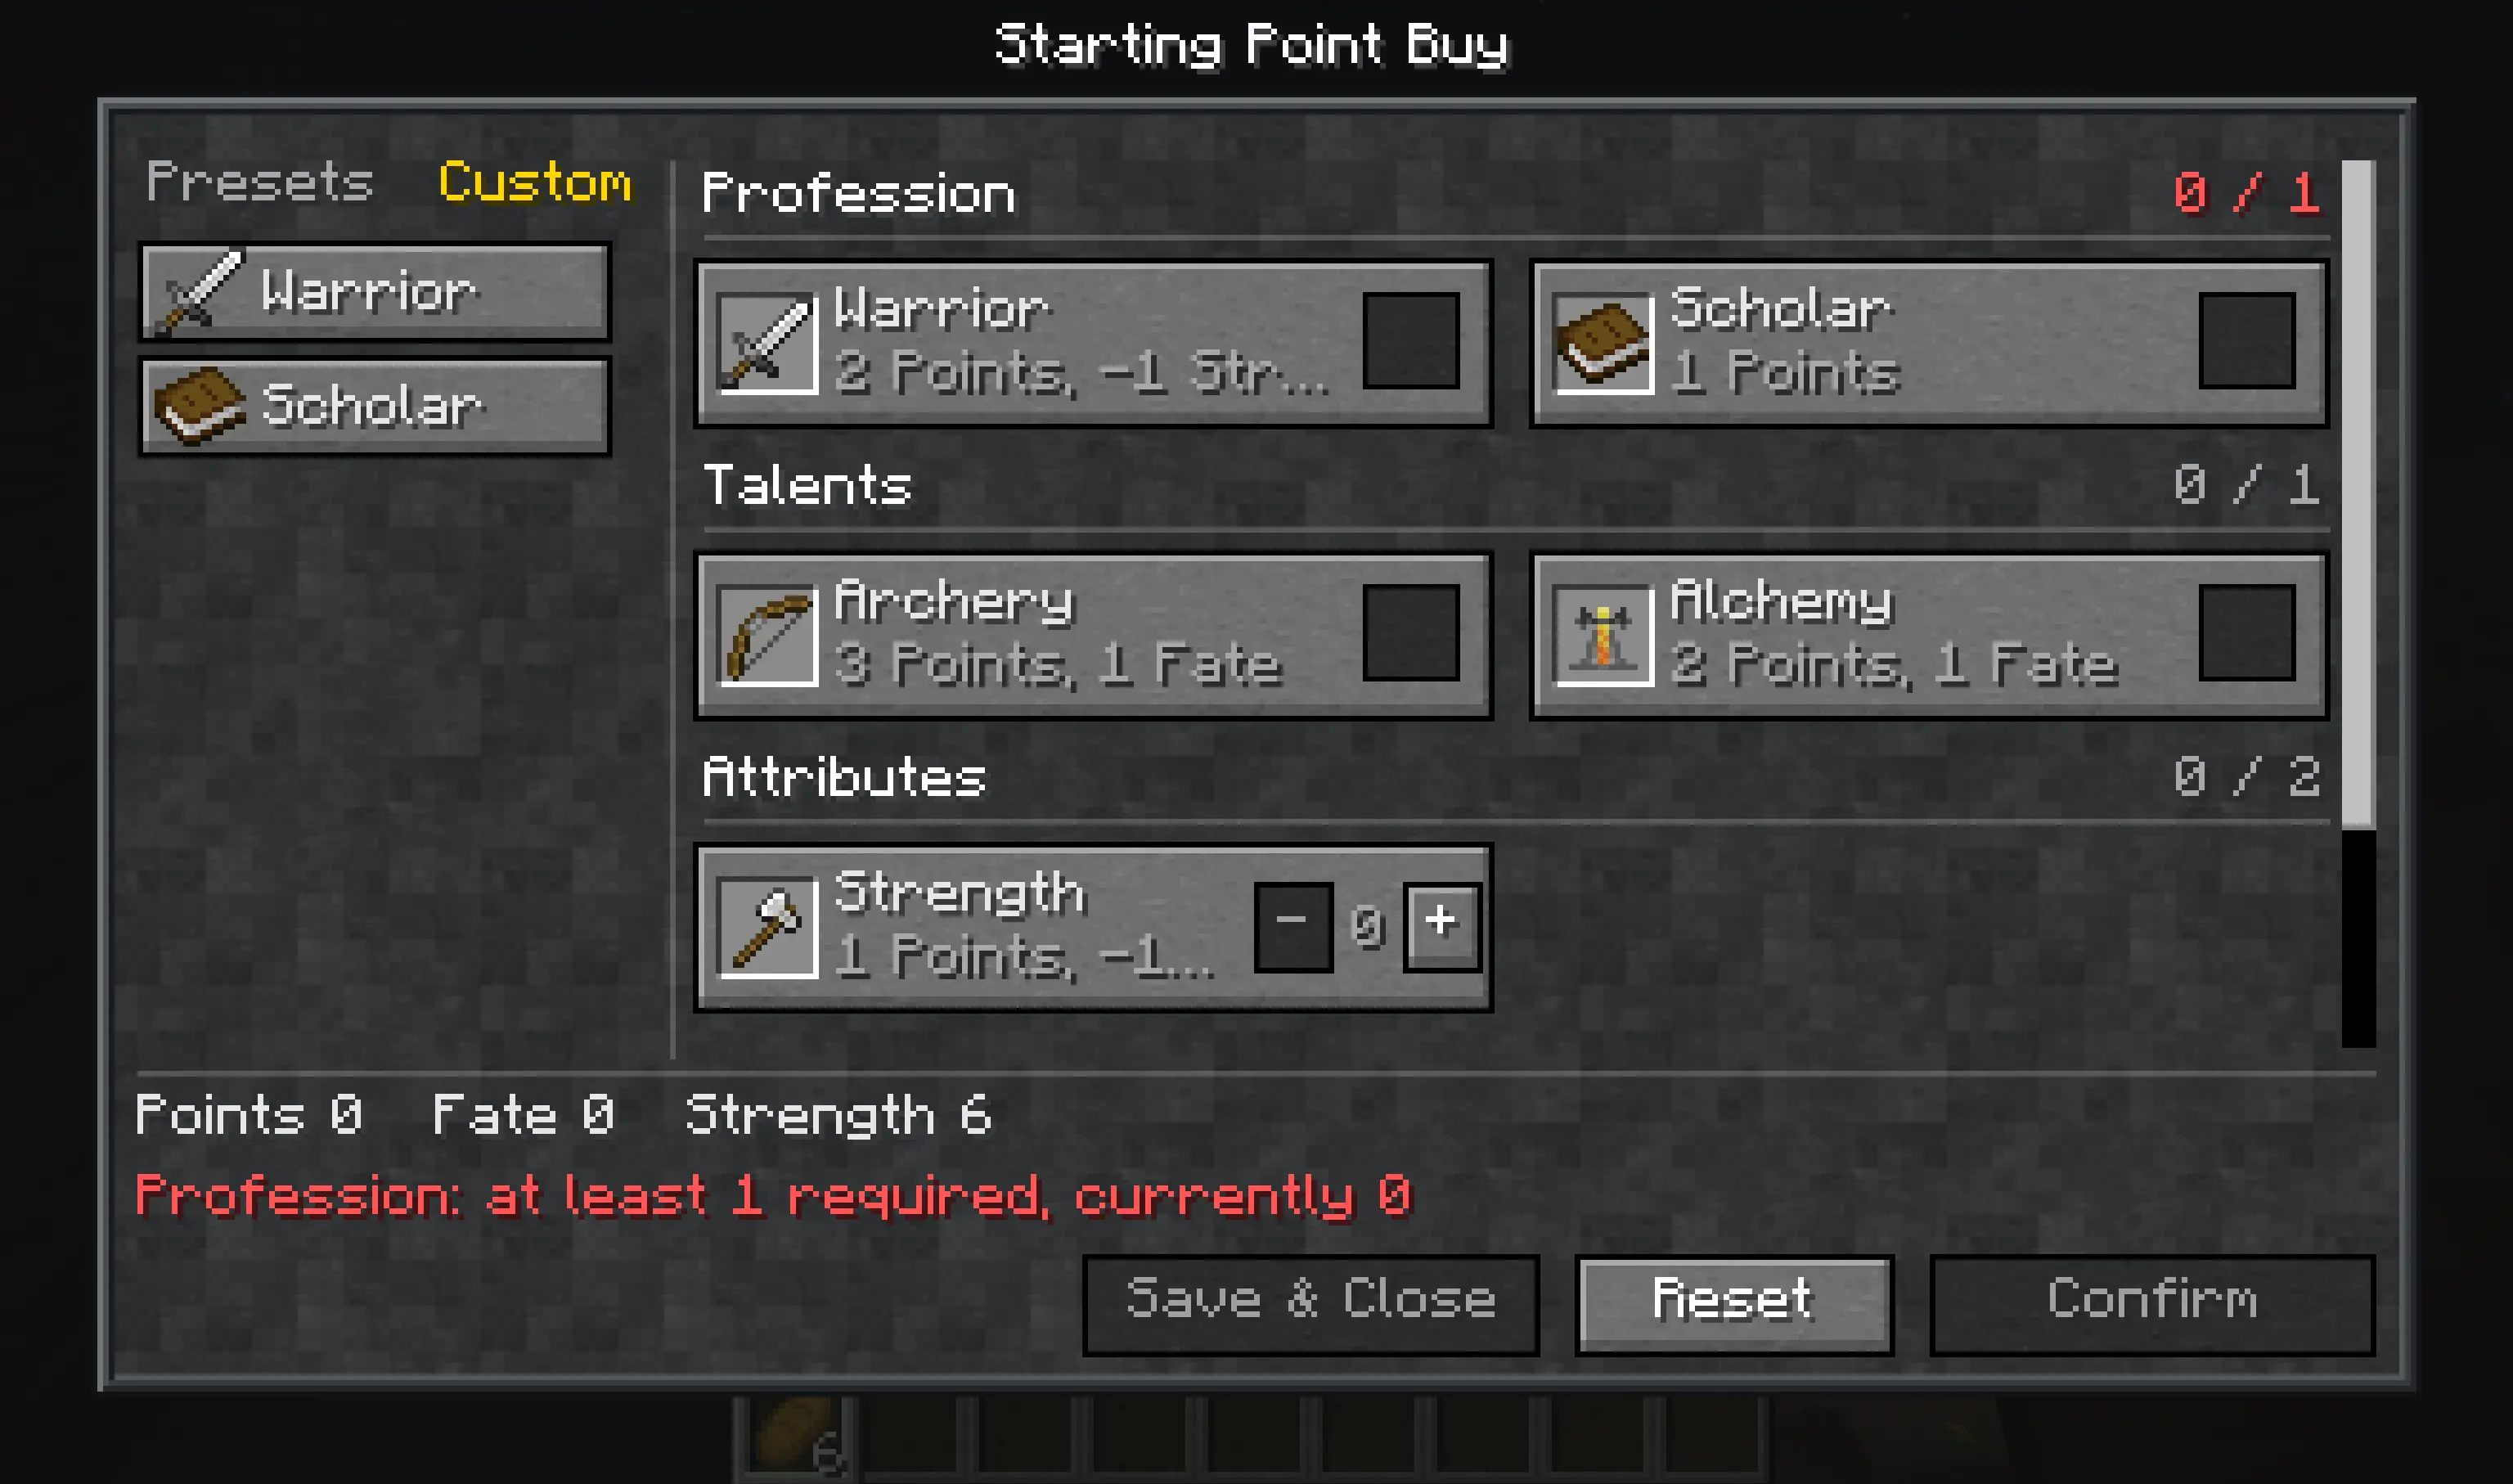 Starting Point Buy
Presets Custom
Warrior
Scholar
Profession 0 / 1
Warrior
2 Points, -1 Str...
Scholar
1 Points
Talents 0 / 1
Archery
3 Points, 1 Fate
Alchemy
2 Points, 1 Fate
Attributes 0 / 2
Strength
1 Points, -1...
- 0 +
Points 0 Fate 0 Strength 6
Profession: at least 1 required, currently 0
Save & Close Reset Confirm
6